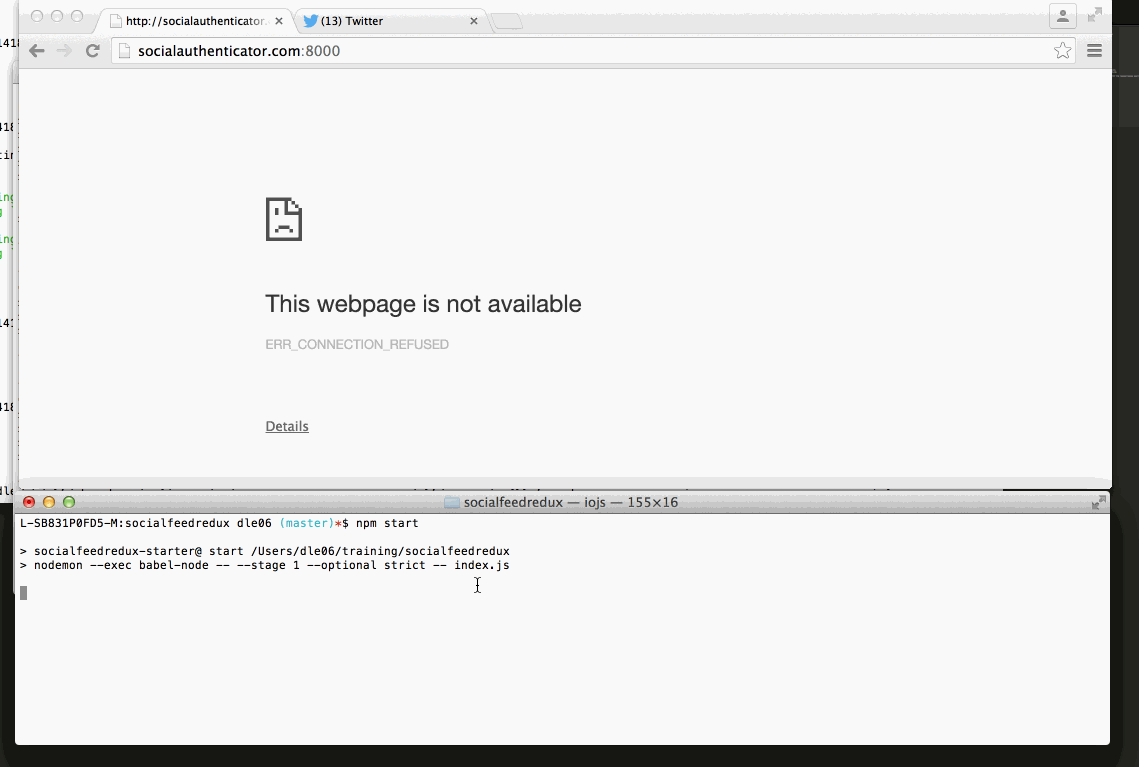 http://socialauthenticator.
(13) Twitter
socialauthenticator.com:8000
This webpage is not available
ERR_CONNECTION_REFUSED
Details
socialfeedredux — iojs — 155×16
L-SB831P0FD5-M:socialfeedredux dle06 (master)*$ npm start
> socialfeedredux-starter@ start /Users/dle06/training/socialfeedredux
> nodemon --exec babel-node -- --stage 1 --optional strict -- index.js